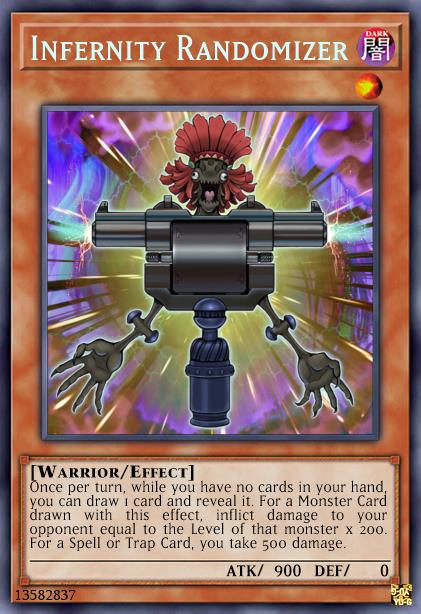 INFERNITY RANDOMIZER
DARK
闇
[WARRIOR/EFFECT]
Once per turn, while you have no cards in your hand,
you can draw 1 card and reveal it. For a Monster Card
drawn with this effect, inflict damage to your
opponent equal to the Level of that monster x 200.
For a Spell or Trap Card, you take 500 damage.
ATK/ 900 DEF/ 0
13582837